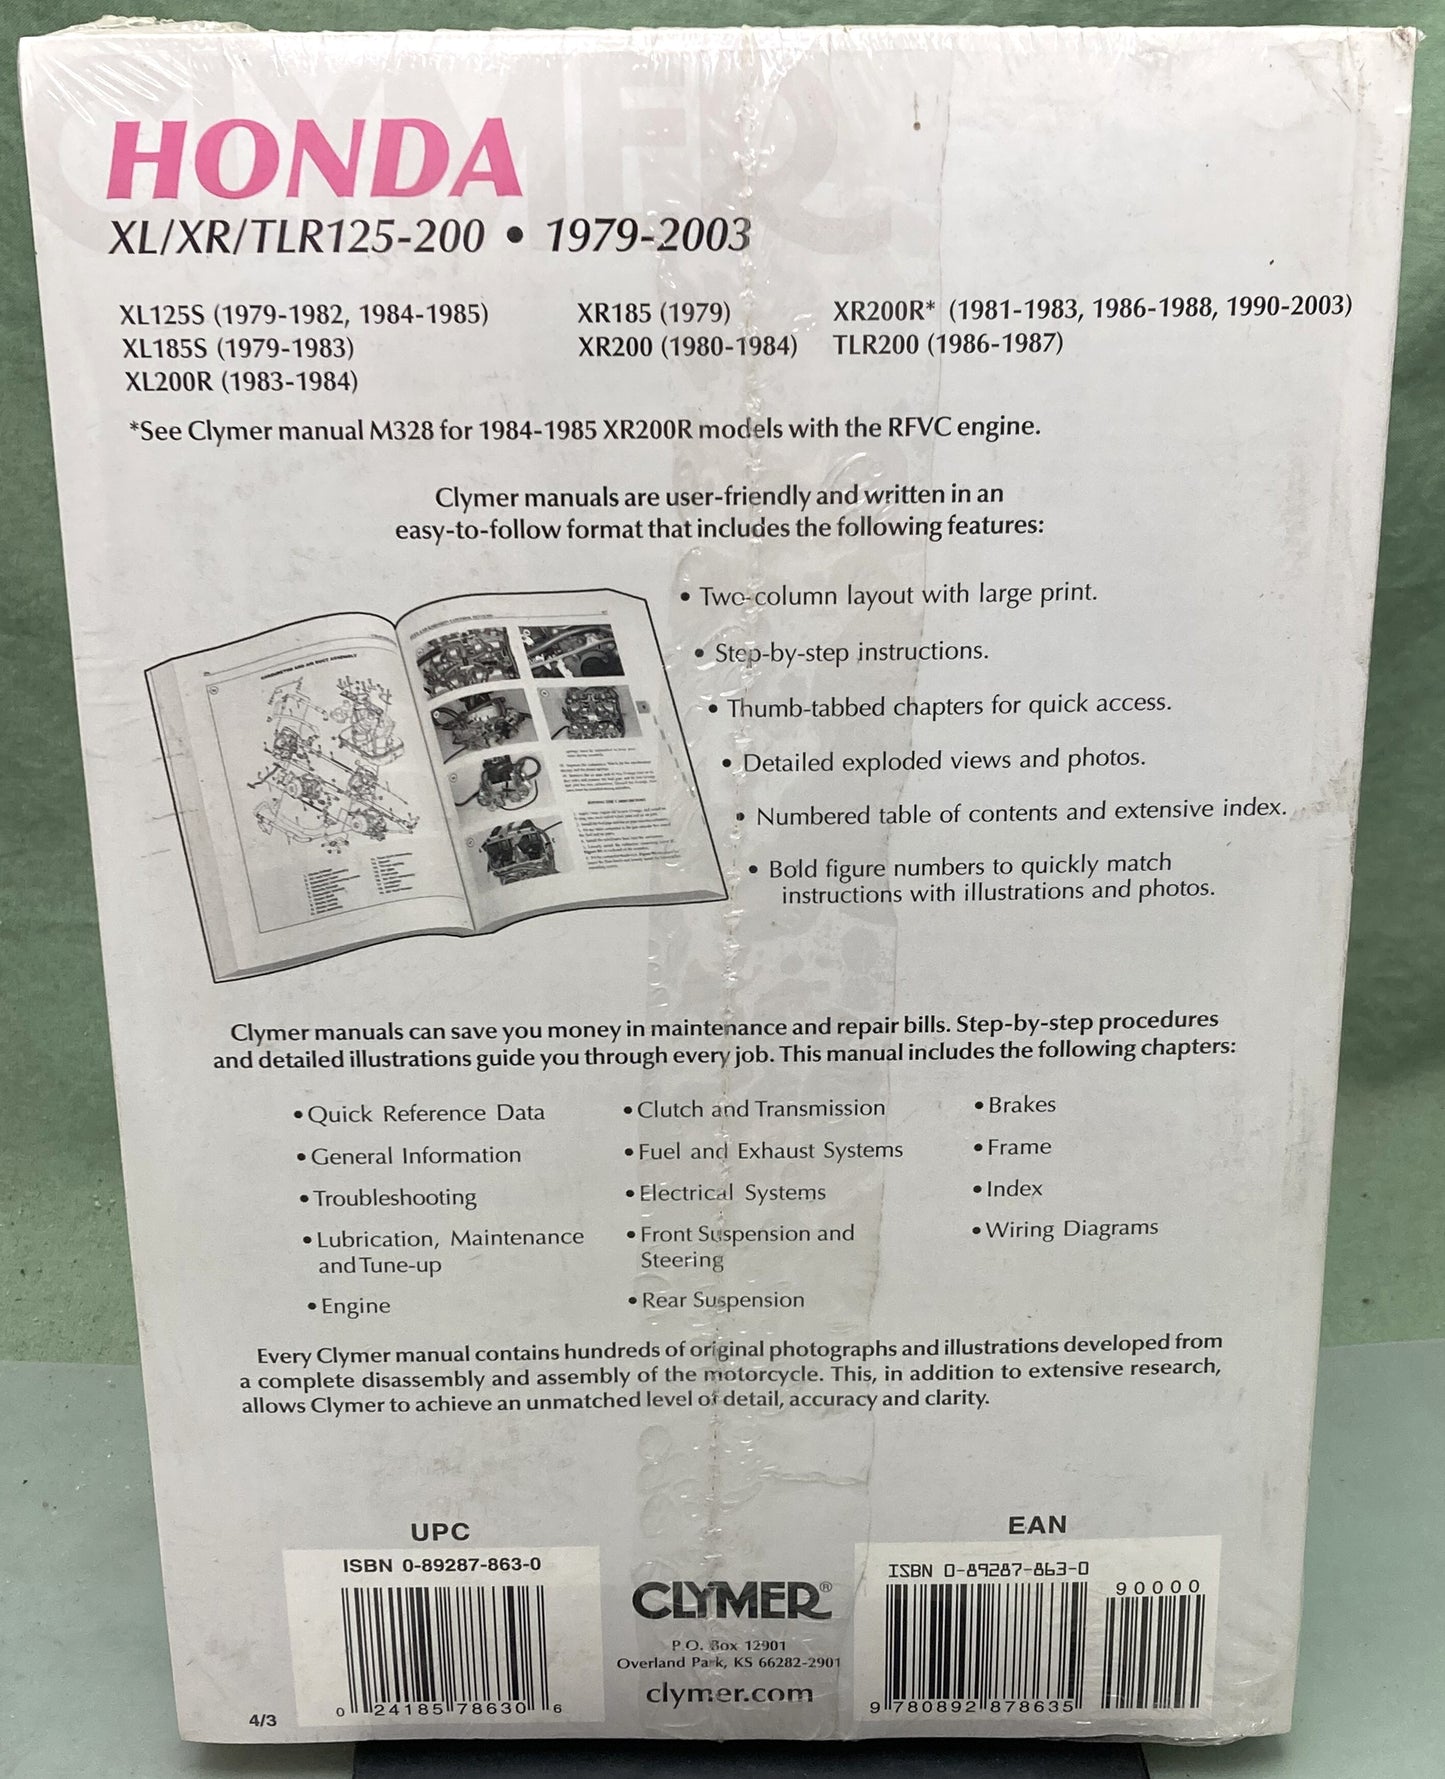 HONDA
XL/XR/TLR125-200 • 1979-2003
XL125S (1979-1982, 1984-1985)
XL185S (1979-1983)
XL200R (1983-1984)
XR185 (1979)
XR200 (1980-1984)
XR200R* (1981-1983, 1986-1988, 1990-2003)
TLR200 (1986-1987)
*See Clymer manual M328 for 1984-1985 XR200R models with the RFVC engine.
Clymer manuals are user-friendly and written in an
easy-to-follow format that includes the following features:
CARBURETOR AND AIR DUCT ASSEMBLY
• Two-column layout with large print.
• Step-by-step instructions.
• Thumb-tabbed chapters for quick access.
• Detailed exploded views and photos.
• Numbered table of contents and extensive index.
• Bold figure numbers to quickly match
instructions with illustrations and photos.
Clymer manuals can save you money in maintenance and repair bills. Step-by-step procedures
and detailed illustrations guide you through every job. This manual includes the following chapters:
• Quick Reference Data
• General Information
• Troubleshooting
• Lubrication, Maintenance
and Tune-up
• Engine
• Clutch and Transmission
• Fuel and Exhaust Systems
• Electrical Systems
• Front Suspension and
Steering
• Rear Suspension
• Brakes
• Frame
• Index
• Wiring Diagrams
Every Clymer manual contains hundreds of original photographs and illustrations developed from
a complete disassembly and assembly of the motorcycle. This, in addition to extensive research,
allows Clymer to achieve an unmatched level of detail, accuracy and clarity.
UPC
ISBN 0-89287-863-0
0 24185 78630 6
4/3
CLYMER®
P.O. Box 12901
Overland Park, KS 66282-2901
clymer.com
EAN
ISBN 0-89287-863-0
90000
9 780892 878635